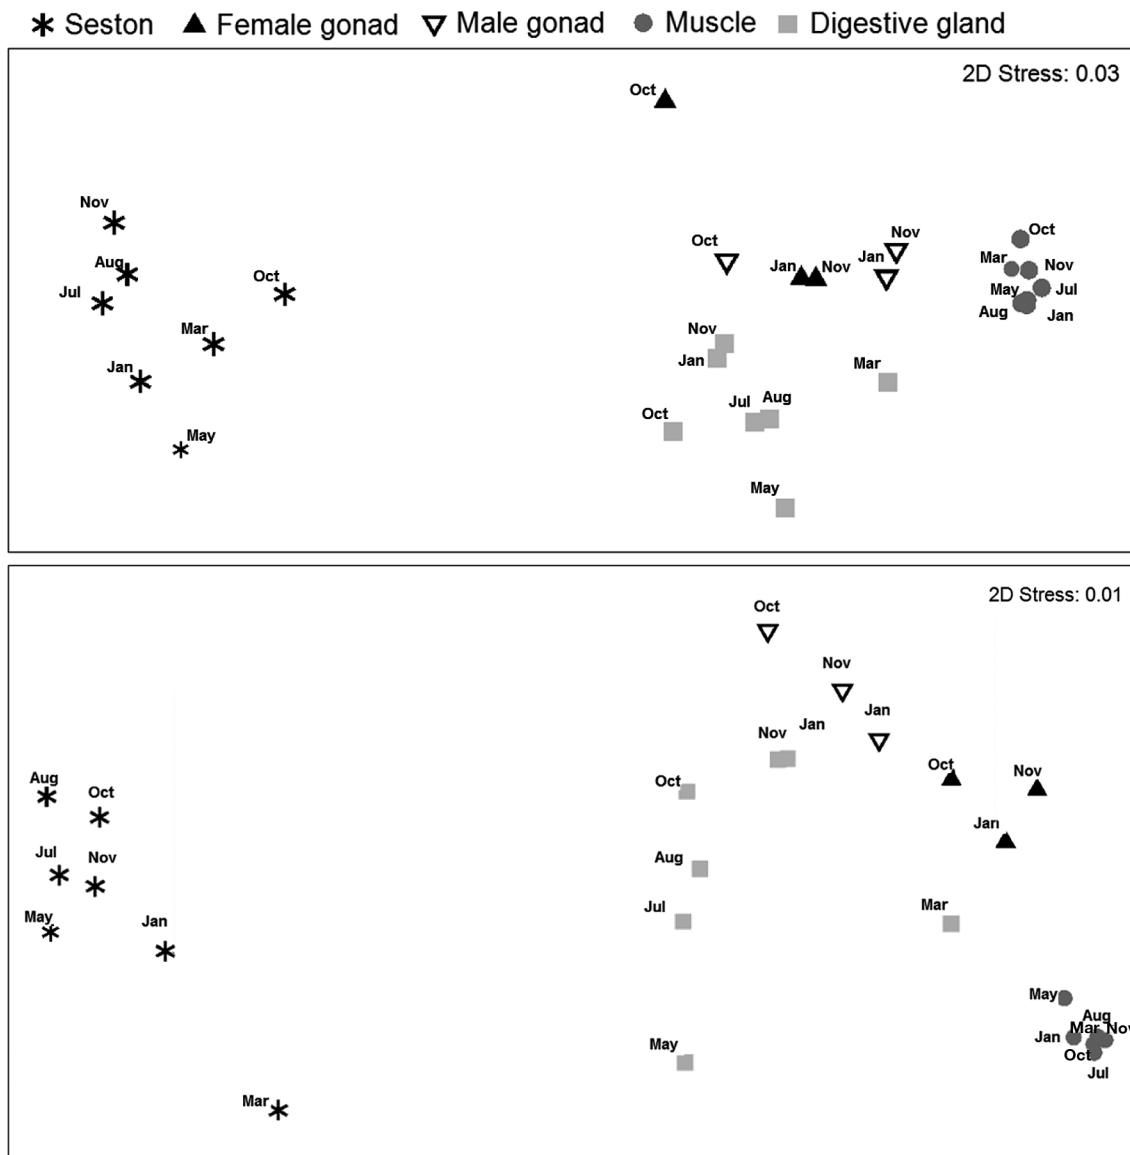 Seston Female gonad Male gonad Muscle Digestive gland
2D Stress: 0.03
Oct
Nov
Aug
Jul
Oct
Mar
Jan
May
Oct
Jan
Nov
Nov
Jan
Oct
Mar
Nov
May
Jul
Aug
Jan
Nov
Jan
Mar
Jul
Aug
Oct
May
2D Stress: 0.01
Oct
Nov
Jan
Jan
Nov
Oct
Nov
Jan
Aug
Oct
Jul
Nov
May
Jan
Oct
Aug
Jul
Mar
May
May
Aug
Jan
Mar
Nov
Oct
Jul
Mar